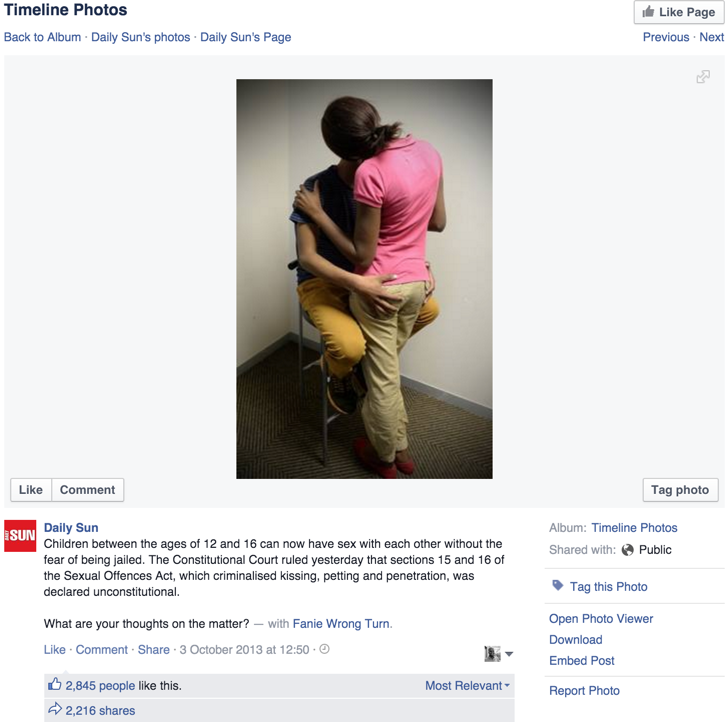 Timeline Photos
Like Page
Back to Album · Daily Sun's photos · Daily Sun's Page
Previous · Next
Like
Comment
Tag photo
SUN
Daily Sun
Children between the ages of 12 and 16 can now have sex with each other without the
fear of being jailed. The Constitutional Court ruled yesterday that sections 15 and 16 of
the Sexual Offences Act, which criminalised kissing, petting and penetration, was
declared unconstitutional.
What are your thoughts on the matter? — with Fanie Wrong Turn.
Like · Comment · Share · 3 October 2013 at 12:50 ·
2,845 people like this.
Most Relevant
2,216 shares
Album: Timeline Photos
Shared with: Public
Tag this Photo
Open Photo Viewer
Download
Embed Post
Report Photo